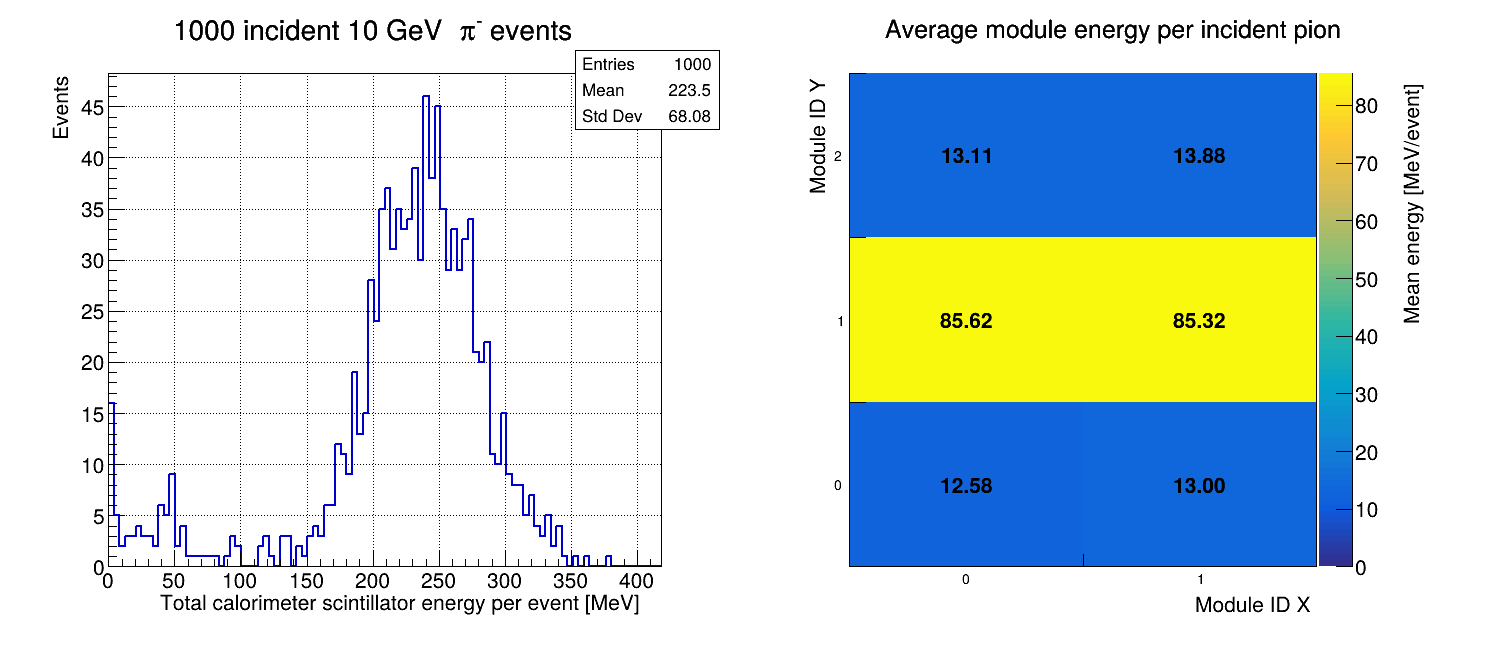 1000 incident 10 GeV π- events
Entries 1000
Mean 223.5
Std Dev 68.08
Events
45
40
35
30
25
20
15
10
5
0
0 50 100 150 200 250 300 350 400
Total calorimeter scintillator energy per event [MeV]
Average module energy per incident pion
Module ID Y
2
1
0
13.11 13.88
85.62 85.32
12.58 13.00
0 1
Module ID X
80
70
60
50
40
30
20
10
0
Mean energy [MeV/event]